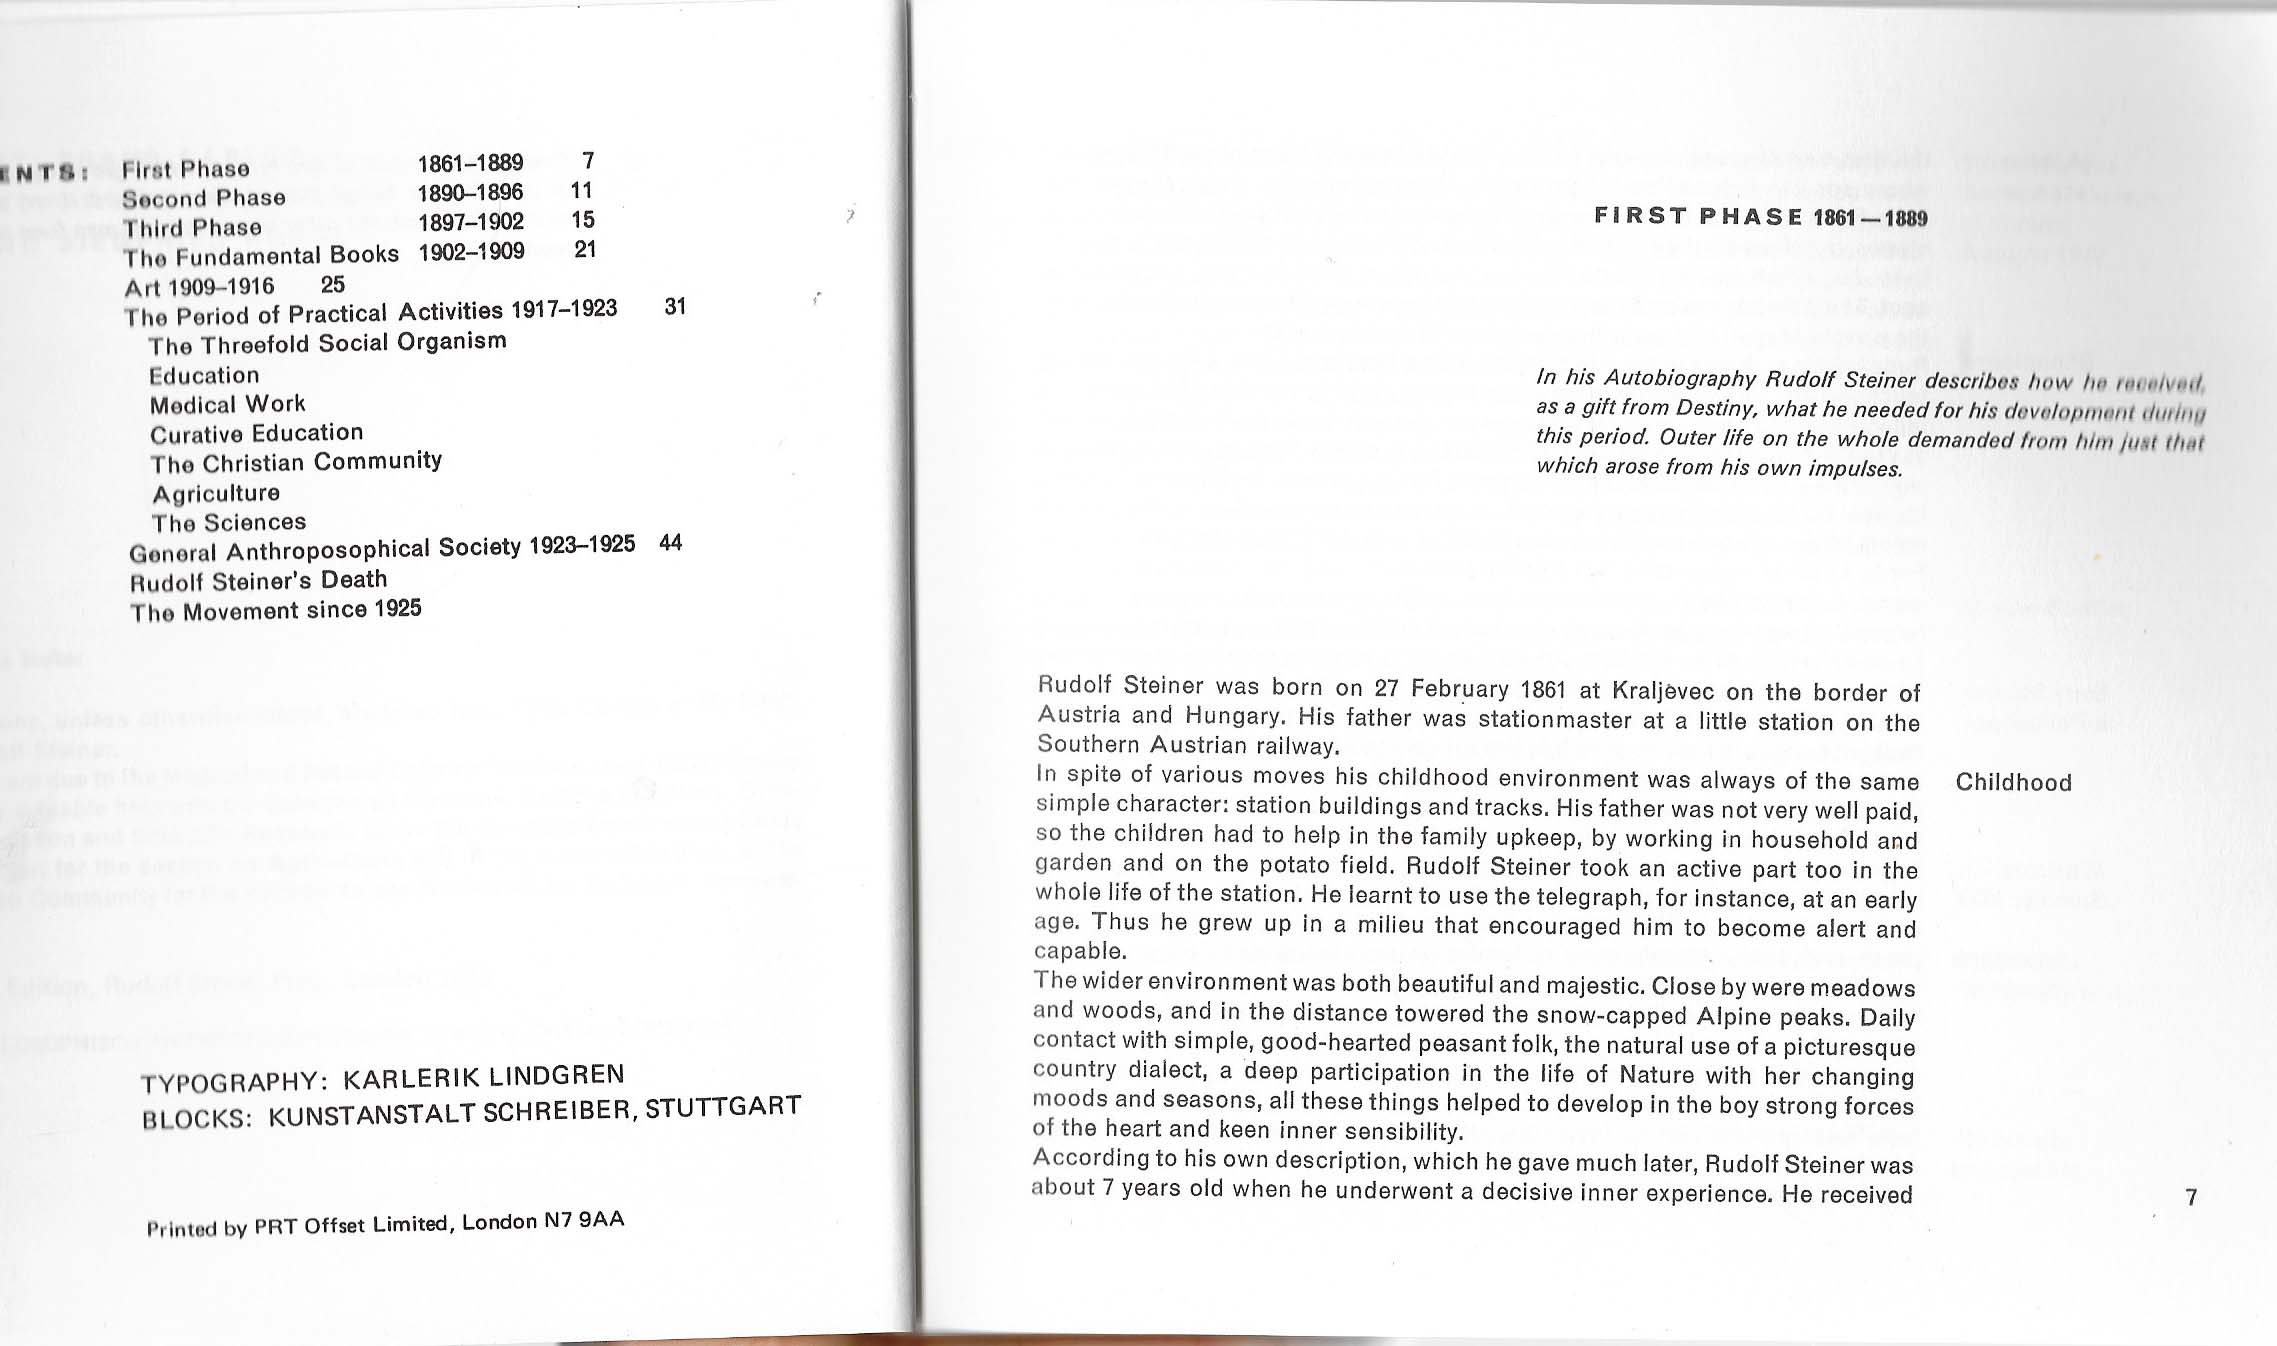 ENTS: First Phase 1861–1889 7
Second Phase 1890–1896 11
Third Phase 1897–1902 15
The Fundamental Books 1902–1909 21
Art 1909–1916 25
The Period of Practical Activities 1917–1923 31
The Threefold Social Organism
Education
Medical Work
Curative Education
The Christian Community
Agriculture
The Sciences
General Anthroposophical Society 1923–1925 44
Rudolf Steiner's Death
The Movement since 1925
TYPOGRAPHY: KARLERIK LINDGREN
BLOCKS: KUNSTANSTALT SCHREIBER, STUTTGART
Printed by PRT Offset Limited, London N7 9AA
FIRST PHASE 1861—1889
In his Autobiography Rudolf Steiner describes how he received,
as a gift from Destiny, what he needed for his development during
this period. Outer life on the whole demanded from him just that
which arose from his own impulses.
Rudolf Steiner was born on 27 February 1861 at Kraljevec on the border of
Austria and Hungary. His father was stationmaster at a little station on the
Southern Austrian railway.
In spite of various moves his childhood environment was always of the same
Childhood
simple character: station buildings and tracks. His father was not very well paid,
so the children had to help in the family upkeep, by working in household and
garden and on the potato field. Rudolf Steiner took an active part too in the
whole life of the station. He learnt to use the telegraph, for instance, at an early
age. Thus he grew up in a milieu that encouraged him to become alert and
capable.
The wider environment was both beautiful and majestic. Close by were meadows
and woods, and in the distance towered the snow-capped Alpine peaks. Daily
contact with simple, good-hearted peasant folk, the natural use of a picturesque
country dialect, a deep participation in the life of Nature with her changing
moods and seasons, all these things helped to develop in the boy strong forces
of the heart and keen inner sensibility.
According to his own description, which he gave much later, Rudolf Steiner was
about 7 years old when he underwent a decisive inner experience. He received
7